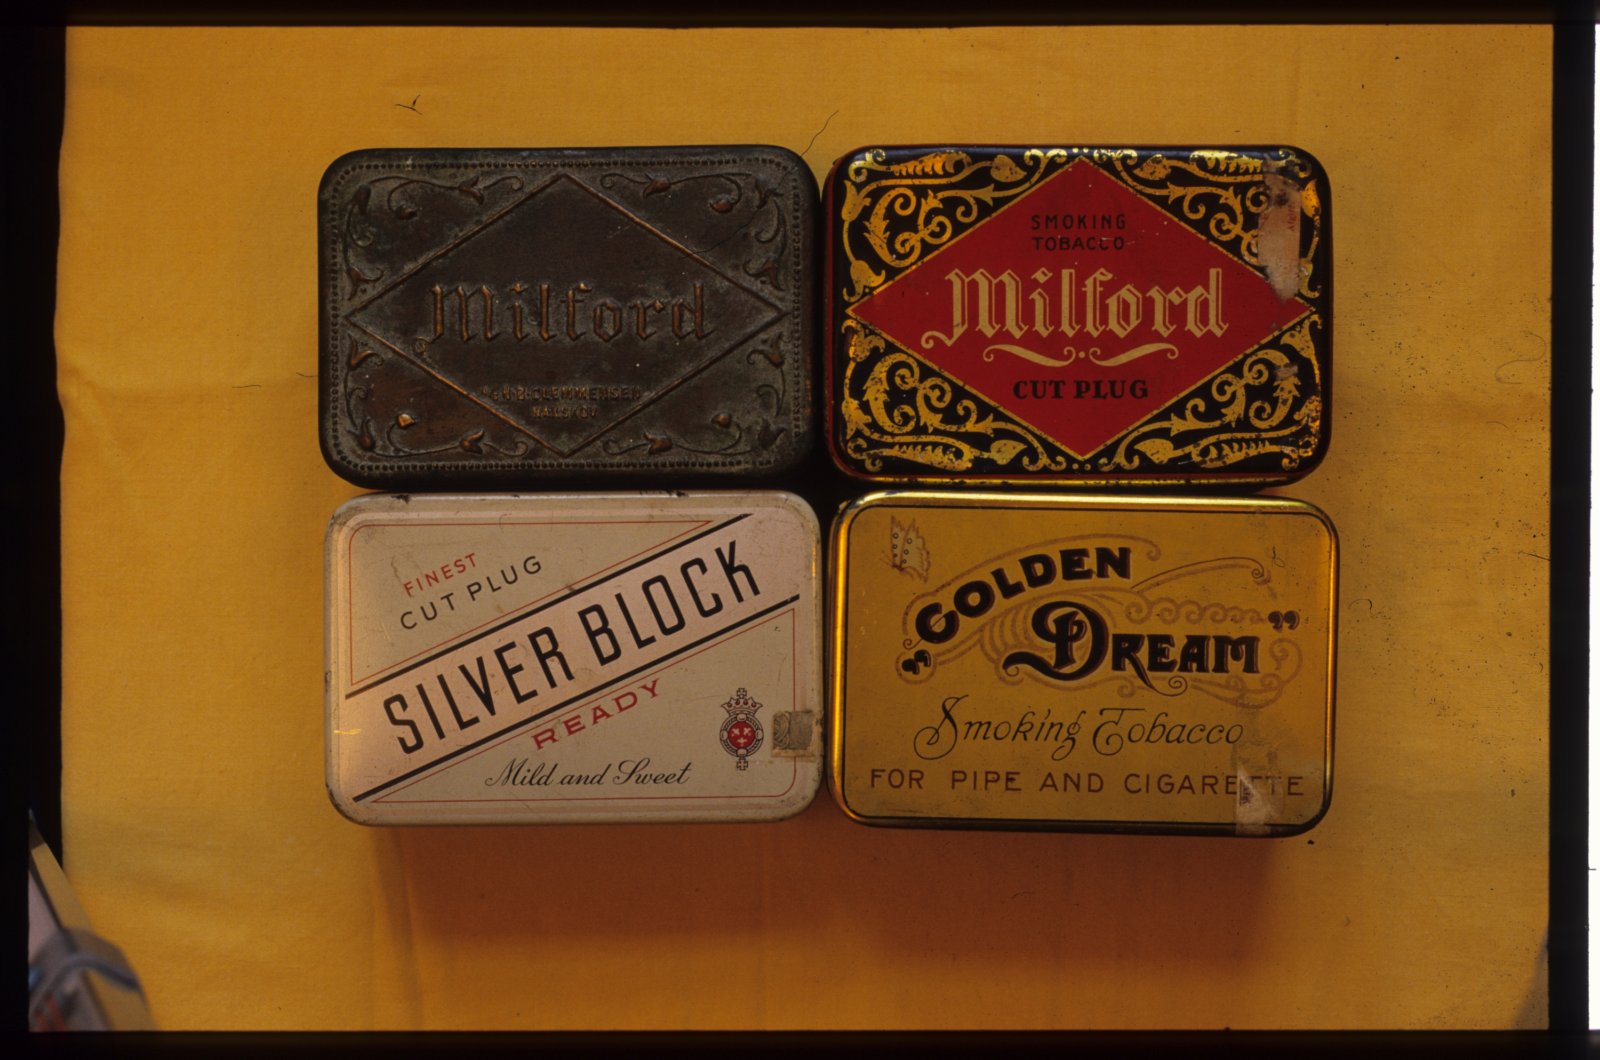 Milford
SMOKING
TOBACCO
Milford
CUT PLUG
FINEST
CUT PLUG
SILVER BLOCK
READY
Mild and Sweet
"GOLDEN
DREAM"
Smoking Tobacco
FOR PIPE AND CIGARETTE